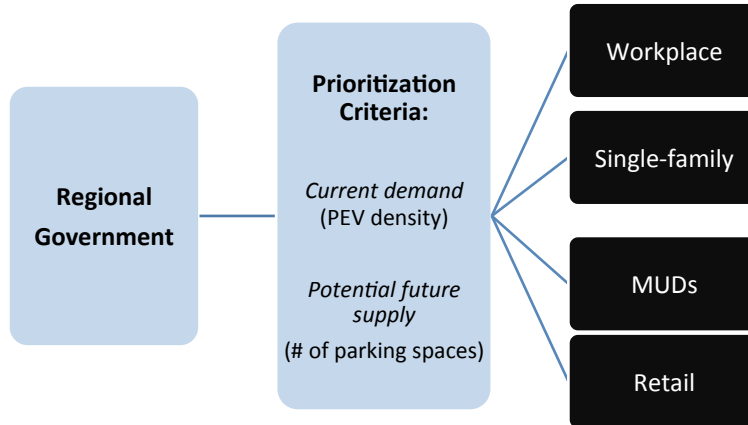 Regional
Government
Prioritization
Criteria:
Current demand
(PEV density)
Potential future
supply
(# of parking spaces)
Workplace
Single-family
MUDs
Retail